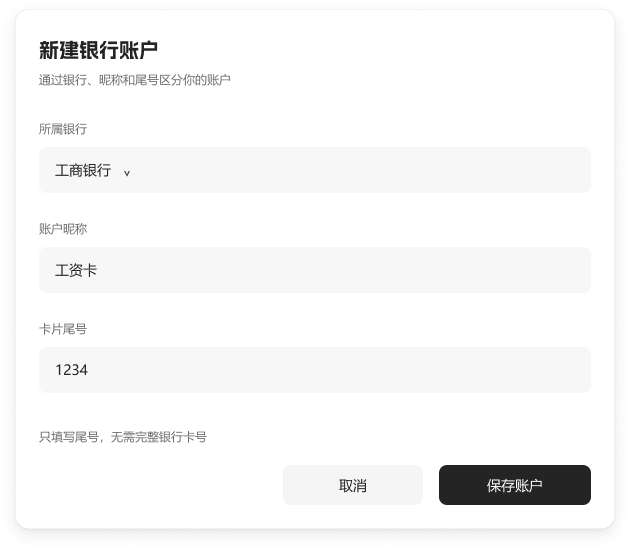 新建银行账户
通过银行、昵称和尾号区分你的账户
所属银行
工商银行 ˅
账户昵称
工资卡
卡片尾号
1234
只填写尾号，无需完整银行卡号
取消
保存账户